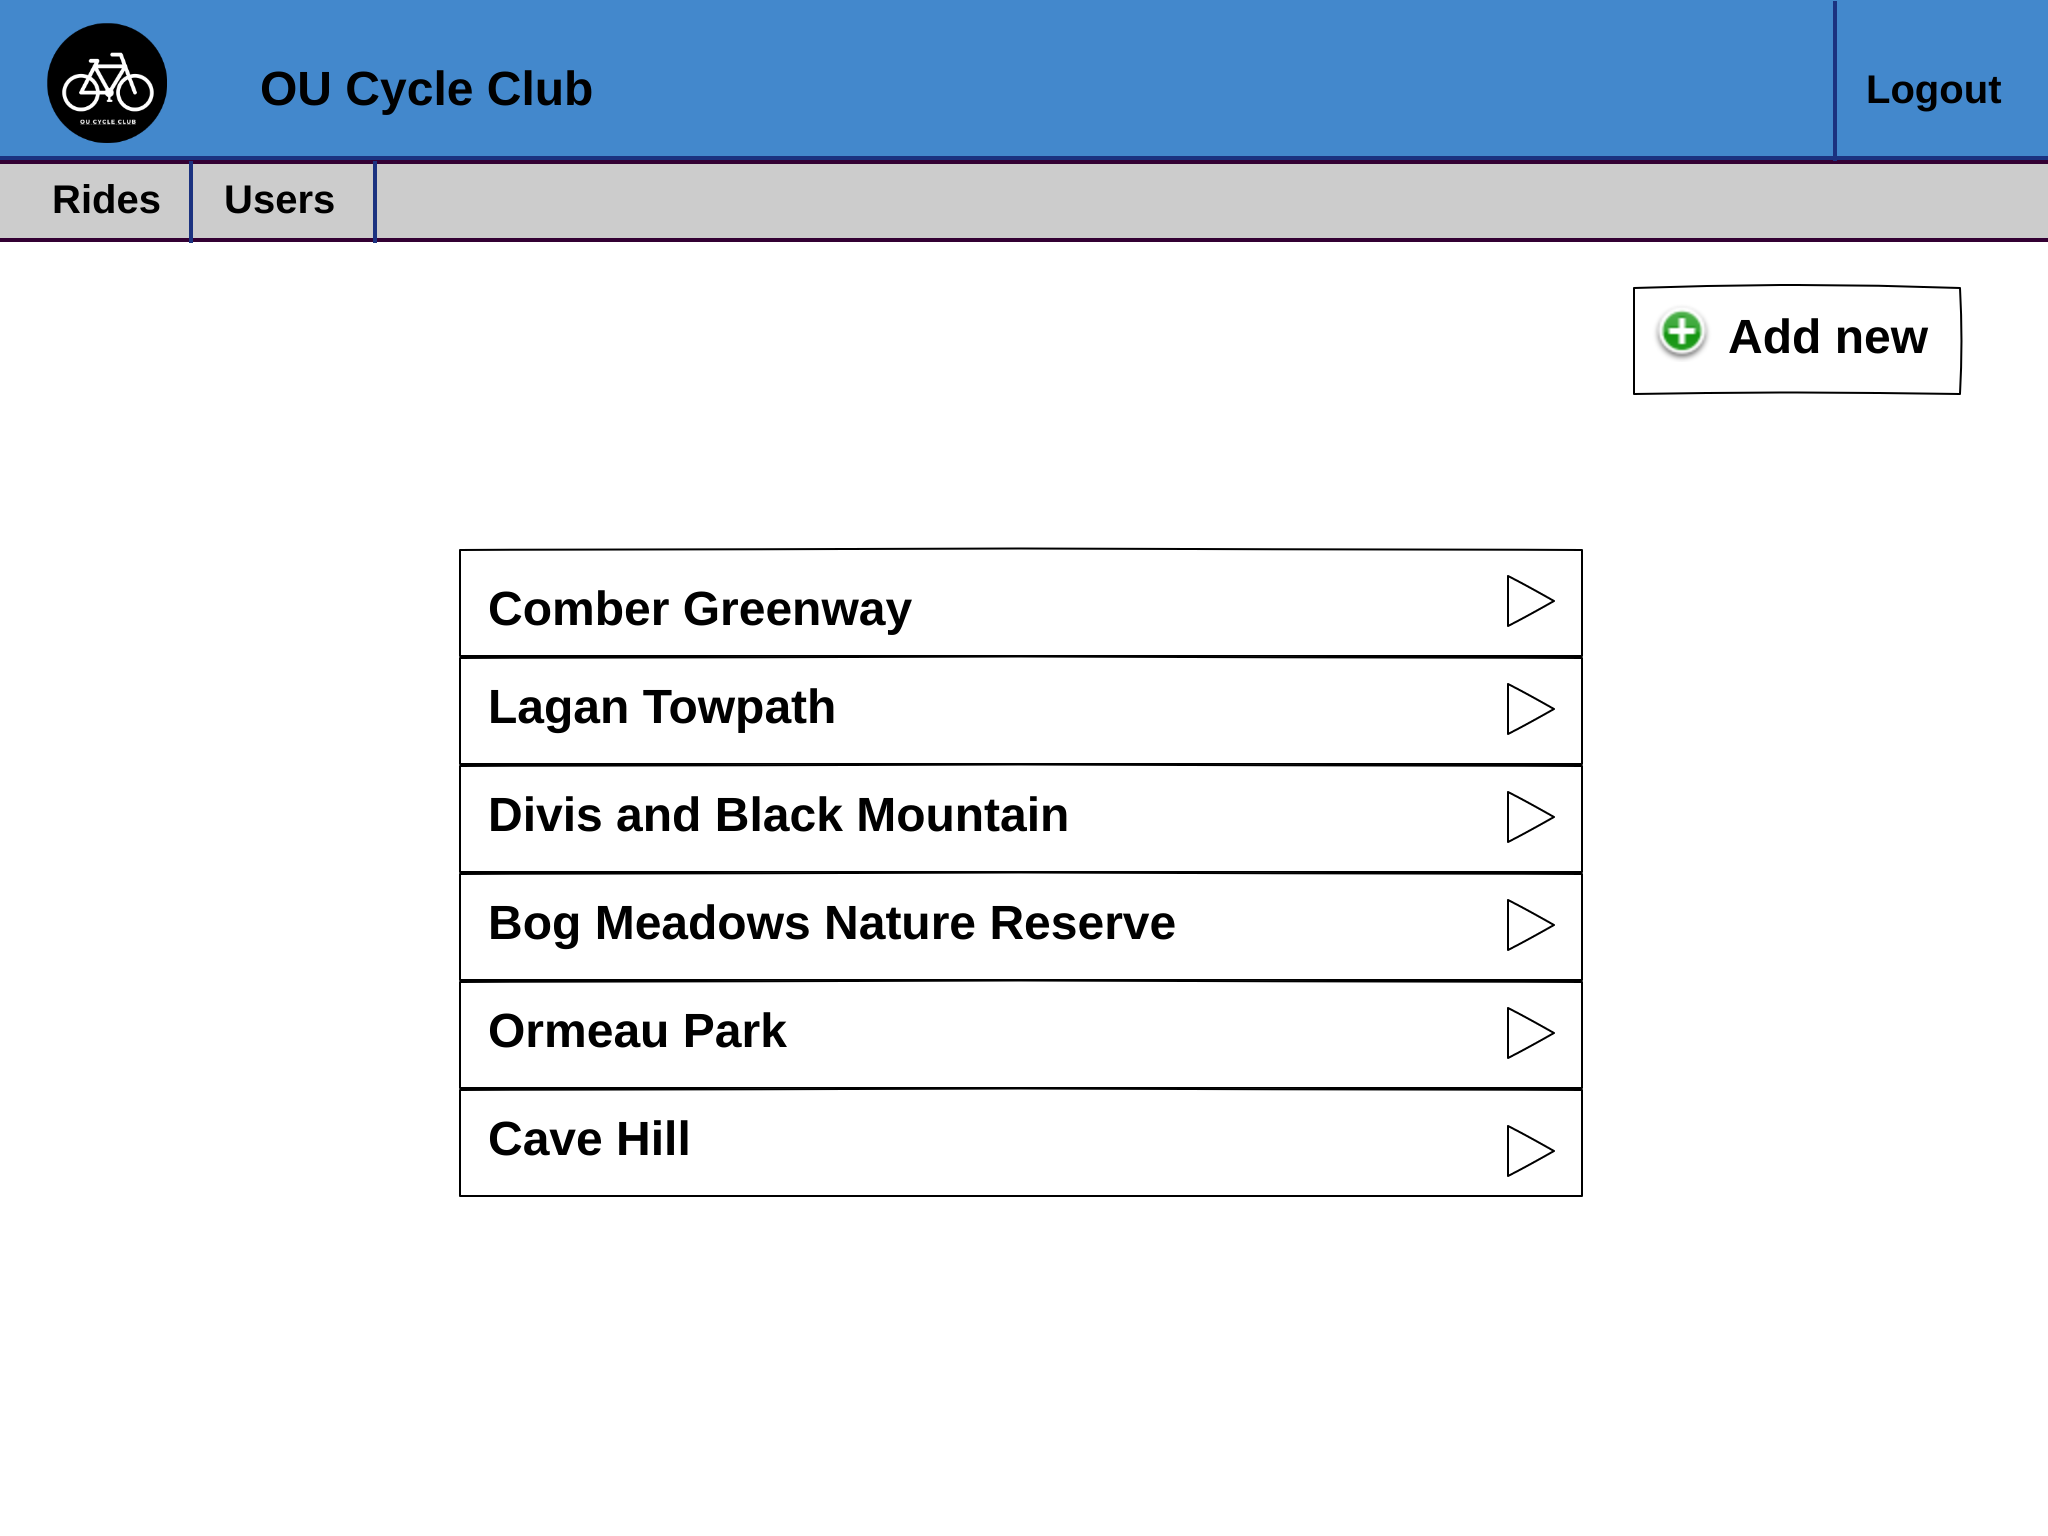 OU CYCLE CLUB
OU Cycle Club
Logout
Rides
Users
Add new
Comber Greenway
Lagan Towpath
Divis and Black Mountain
Bog Meadows Nature Reserve
Ormeau Park
Cave Hill